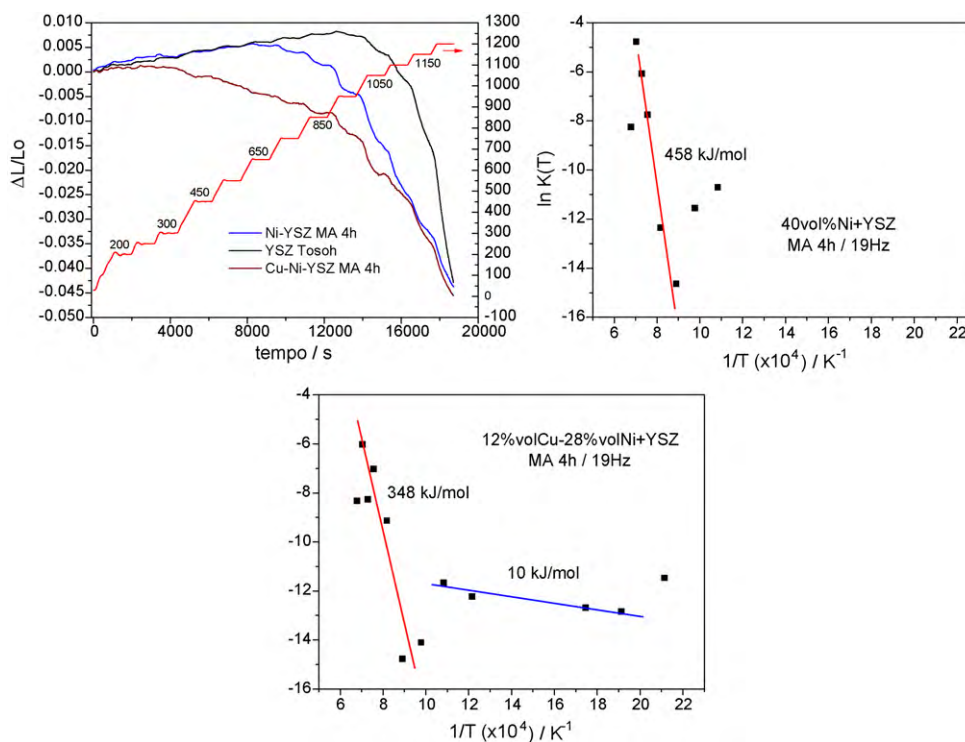 0.010
0.005
0.000
-0.005
-0.010
-0.015
-0.020
-0.025
-0.030
-0.035
-0.040
-0.045
-0.050
ΔL/Lo
200
300
450
650
850
1050
1150
Ni-YSZ MA 4h
YSZ Tosoh
Cu-Ni-YSZ MA 4h
1300
1200
1100
1000
900
800
700
600
500
400
300
200
100
0
-100
0 4000 8000 12000 16000 20000
tempo / s
-4
-6
-8
-10
-12
-14
-16
ln K(T)
458 kJ/mol
40vol%Ni+YSZ
MA 4h / 19Hz
6 8 10 12 14 16 18 20 22
1/T (x10⁴) / K⁻¹
-4
-6
-8
-10
-12
-14
-16
12%volCu-28%volNi+YSZ
MA 4h / 19Hz
348 kJ/mol
10 kJ/mol
6 8 10 12 14 16 18 20 22
1/T (x10⁴) / K⁻¹